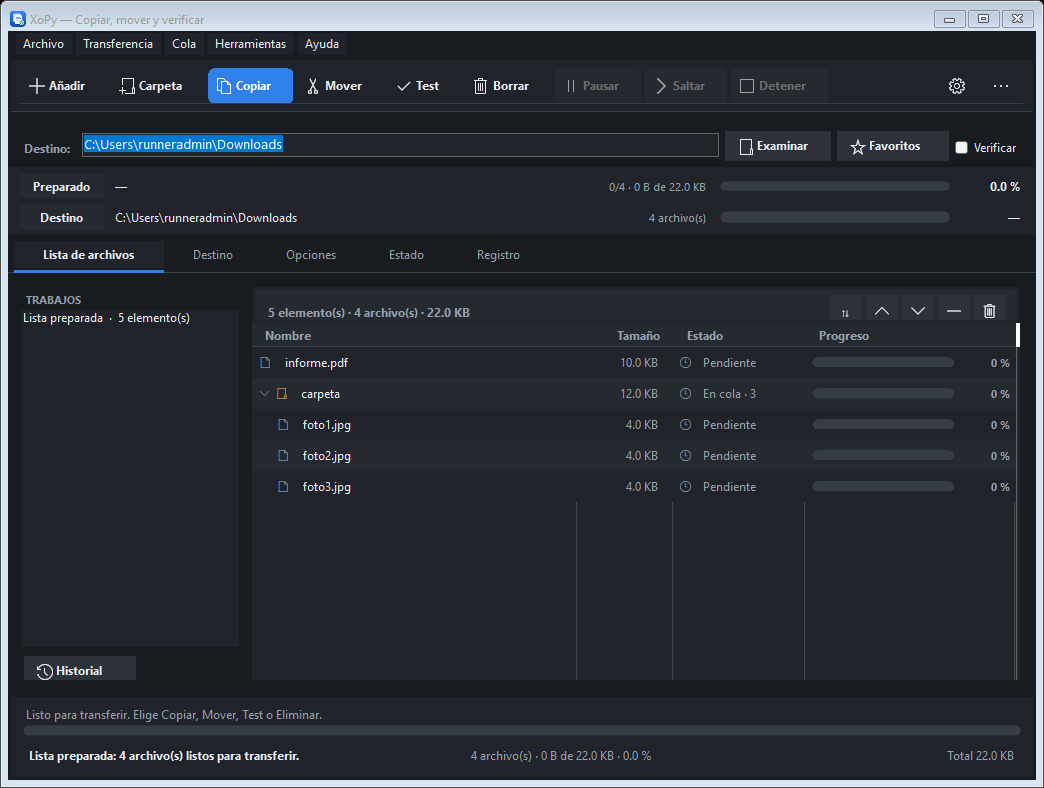 XoPy — Copiar, mover y verificar
Archivo Transferencia Cola Herramientas Ayuda
Añadir Carpeta Copiar Mover Test Borrar Pausar Saltar Detener ...
Destino: C:\Users\runneradmin\Downloads Examinar Favoritos Verificar
Preparado — 0/4 · 0 B de 22.0 KB 0.0 %
Destino C:\Users\runneradmin\Downloads 4 archivo(s) —
Lista de archivos Destino Opciones Estado Registro
TRABAJOS
Lista preparada · 5 elemento(s)
Historial
5 elemento(s) · 4 archivo(s) · 22.0 KB
Nombre Tamaño Estado Progreso
informe.pdf 10.0 KB Pendiente 0 %
carpeta 12.0 KB En cola · 3 0 %
foto1.jpg 4.0 KB Pendiente 0 %
foto2.jpg 4.0 KB Pendiente 0 %
foto3.jpg 4.0 KB Pendiente 0 %
Listo para transferir. Elige Copiar, Mover, Test o Eliminar.
Lista preparada: 4 archivo(s) listos para transferir. 4 archivo(s) · 0 B de 22.0 KB · 0.0 % Total 22.0 KB